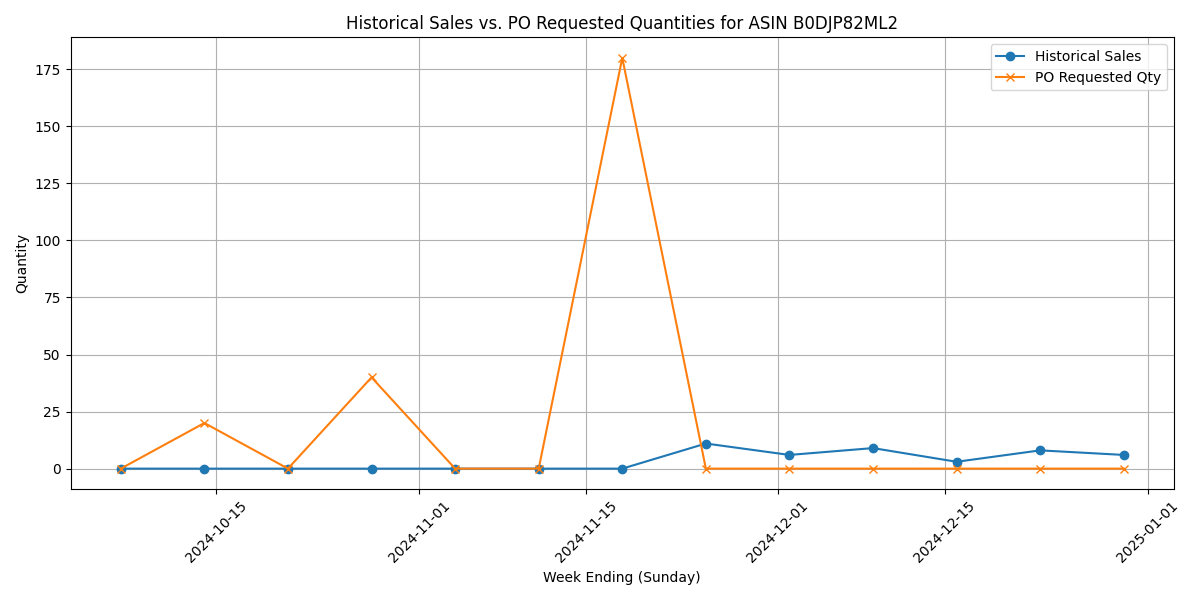 Historical Sales vs. PO Requested Quantities for ASIN B0DJP82ML2
Historical Sales
PO Requested Qty
175
150
125
100
75
50
25
0
Quantity
2024-10-15
2024-11-01
2024-11-15
2024-12-01
2024-12-15
2025-01-01
Week Ending (Sunday)